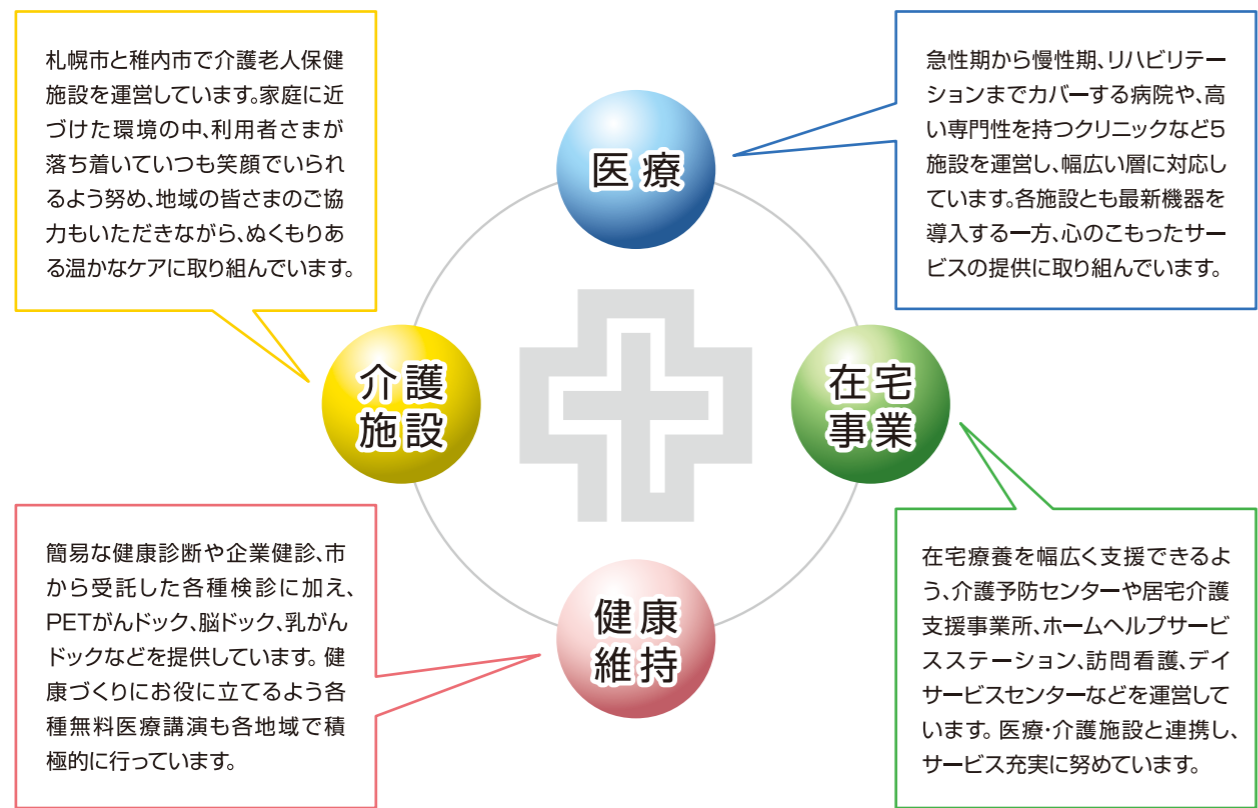 札幌市と稚内市で介護老人保健
施設を運営しています。家庭に近
づけた環境の中、利用者さまが
落ち着いていつも笑顔でいられ
るよう努め、地域の皆さまのご協
力もいただきながら、ぬくもりあ
る温かなケアに取り組んでいます。
急性期から慢性期、リハビリテー
ションまでカバーする病院や、高
い専門性を持つクリニックなど5
施設を運営し、幅広い層に対応し
ています。各施設とも最新機器を
導入する一方、心のこもったサー
ビスの提供に取り組んでいます。
医療
介護
施設
在宅
事業
健康
維持
簡易な健康診断や企業健診、市
から受託した各種検診に加え、
PETがんドック、脳ドック、乳がん
ドックなどを提供しています。健
康づくりにお役に立てるよう各
種無料医療講演も各地域で積
極的に行っています。
在宅療養を幅広く支援できるよ
う、介護予防センターや居宅介護
支援事業所、ホームヘルプサービ
スステーション、訪問看護、デイ
サービスセンターなどを運営して
います。医療・介護施設と連携し、
サービス充実に努めています。